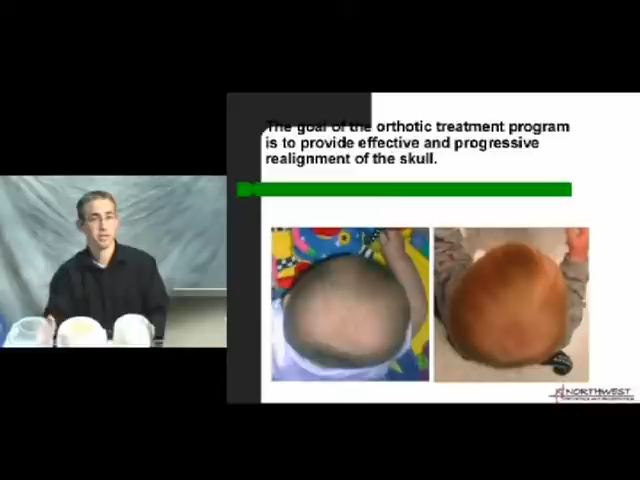 The goal of the orthotic treatment program
is to provide effective and progressive
realignment of the skull.
NORTHWEST